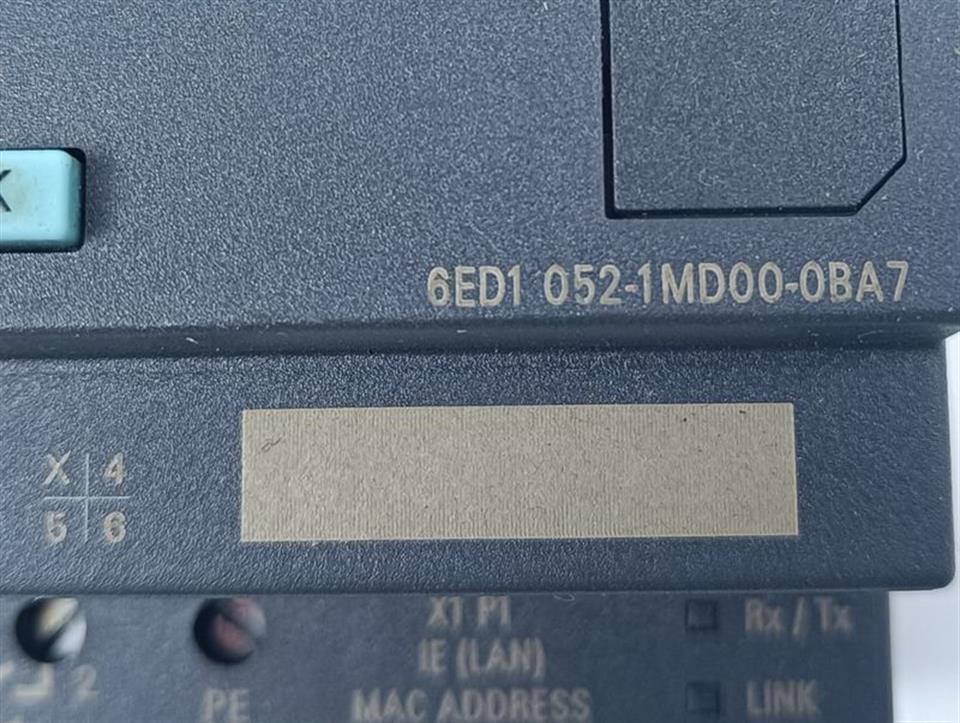 K
6ED1 052-1MD00-0BA7
X 4
5 6
X1 P1 Rx / Tx
IE (LAN)
2
PE MAC ADDRESS LINK